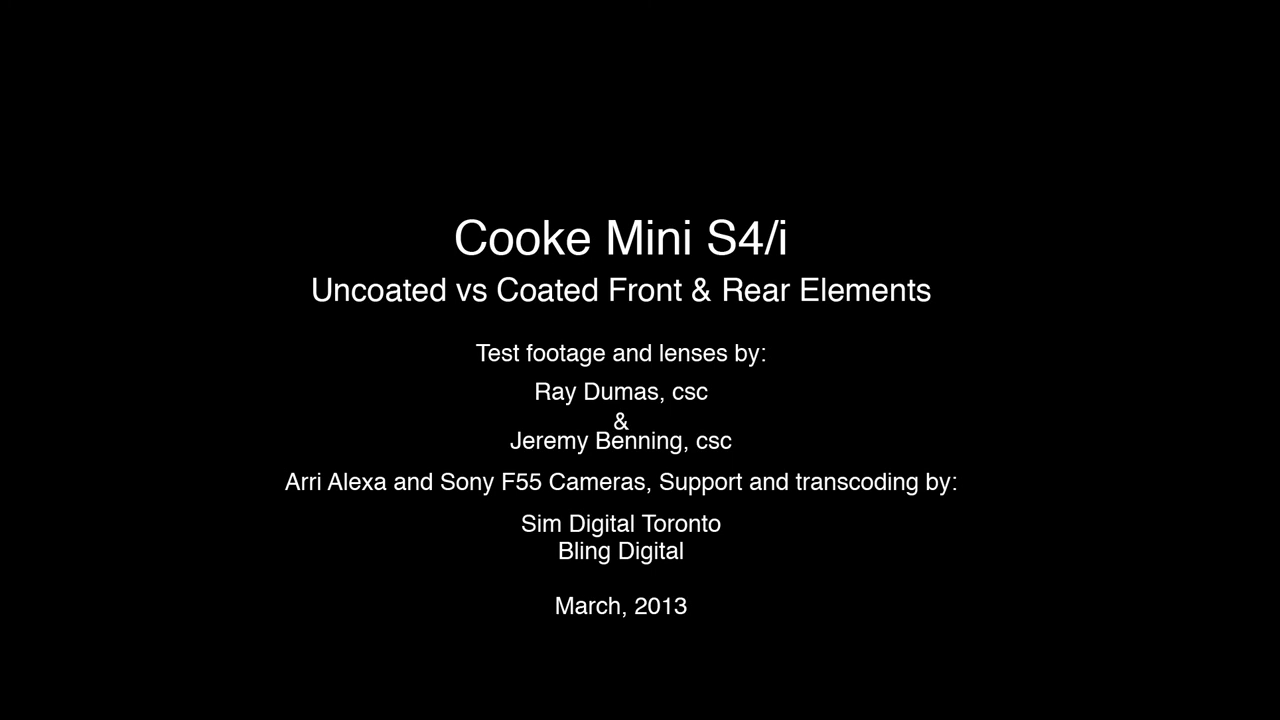 Cooke Mini S4/i
Uncoated vs Coated Front & Rear Elements
Test footage and lenses by:
Ray Dumas, csc
&
Jeremy Benning, csc
Arri Alexa and Sony F55 Cameras, Support and transcoding by:
Sim Digital Toronto
Bling Digital
March, 2013